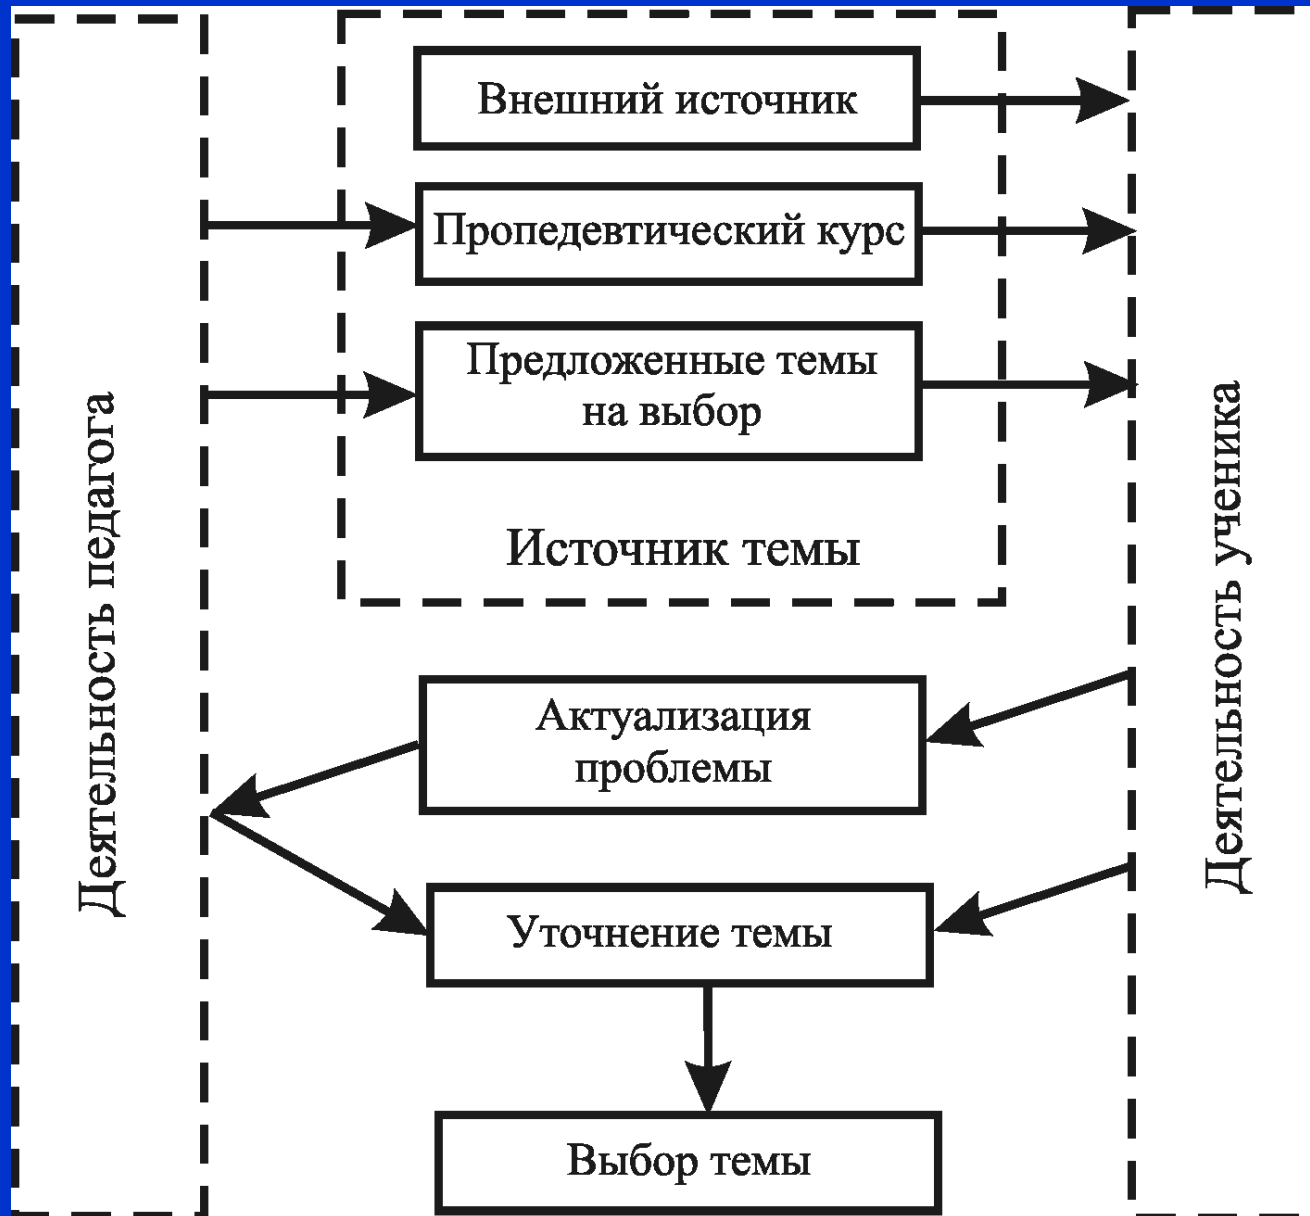 Внешний источник
Пропедевтический курс
Предложенные темы
на выбор
Источник темы
Деятельность педагога
Деятельность ученика
Актуализация
проблемы
Уточнение темы
Выбор темы